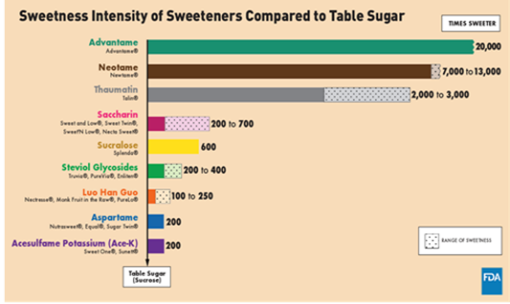 Sweetness Intensity of Sweeteners Compared to Table Sugar
TIMES SWEETER
Advantame
Advantame®
20,000
Neotame
Newtame®
7,000 to 13,000
Thaumatin
Talin®
2,000 to 3,000
Saccharin
Sweet and Low®, Sweet Twin®,
Sweet'N Low®, Necta Sweet®
200 to 700
Sucralose
Splenda®
600
Steviol Glycosides
Truvia®, PureVia®, Enliten®
200 to 400
Luo Han Guo
Nectresse®, Monk Fruit in the Raw®, PureLo®
100 to 250
Aspartame
Nutrasweet®, Equal®, Sugar Twin®
200
Acesulfame Potassium (Ace-K)
Sweet One®, Sunett®
200
RANGE OF SWEETNESS
Table Sugar
(Sucrose)
FDA